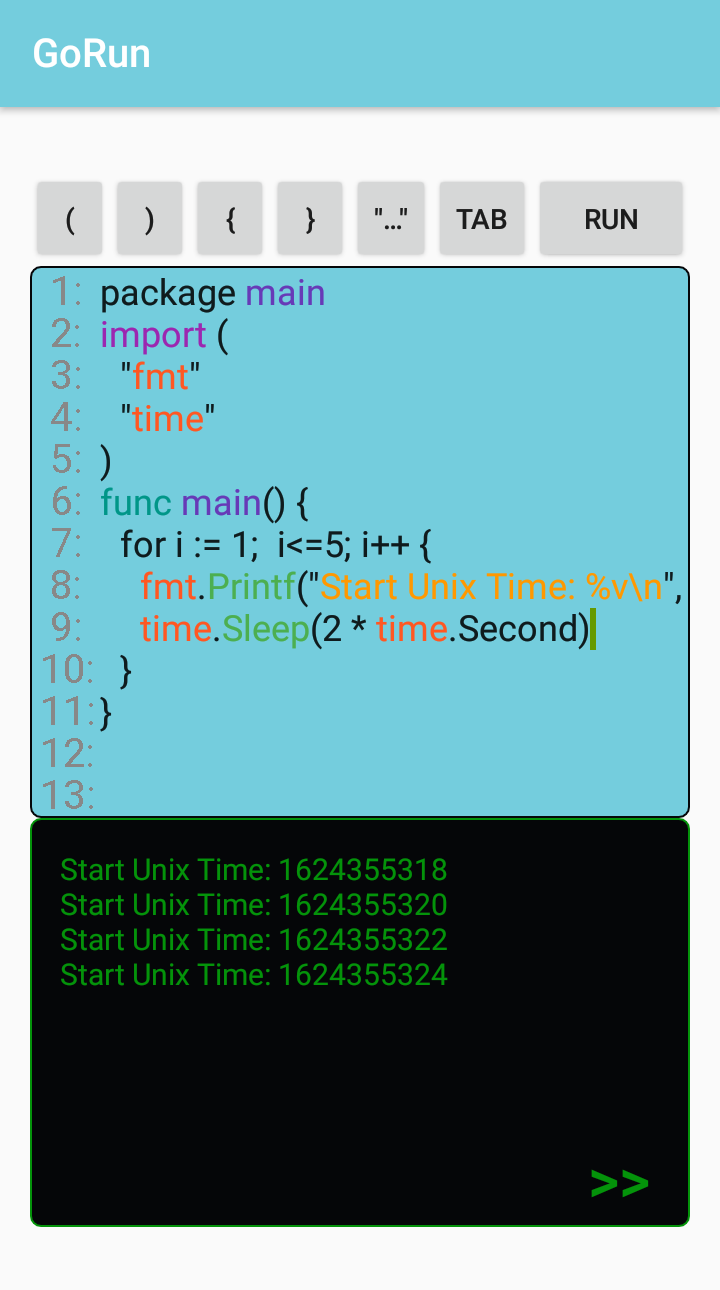 GoRun
( ) { } "..." TAB RUN
1: package main
2: import (
3: "fmt"
4: "time"
5: )
6: func main() {
7: for i := 1;  i<=5; i++ {
8: fmt.Printf("Start Unix Time: %v\n",
9: time.Sleep(2 * time.Second)
10: }
11: }
12:
13:
Start Unix Time: 1624355318
Start Unix Time: 1624355320
Start Unix Time: 1624355322
Start Unix Time: 1624355324
>>